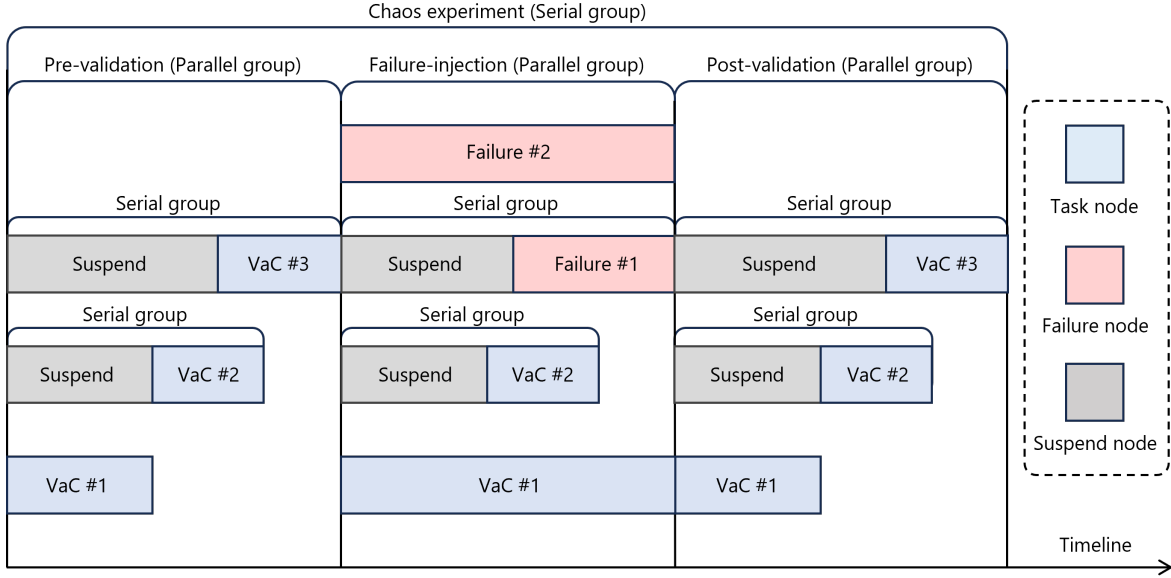 Chaos experiment (Serial group)
Pre-validation (Parallel group)
Failure-injection (Parallel group)
Post-validation (Parallel group)
Failure #2
Serial group
Serial group
Serial group
Suspend
VaC #3
Suspend
Failure #1
Suspend
VaC #3
Serial group
Serial group
Serial group
Suspend
VaC #2
Suspend
VaC #2
Suspend
VaC #2
VaC #1
VaC #1
VaC #1
Task node
Failure node
Suspend node
Timeline